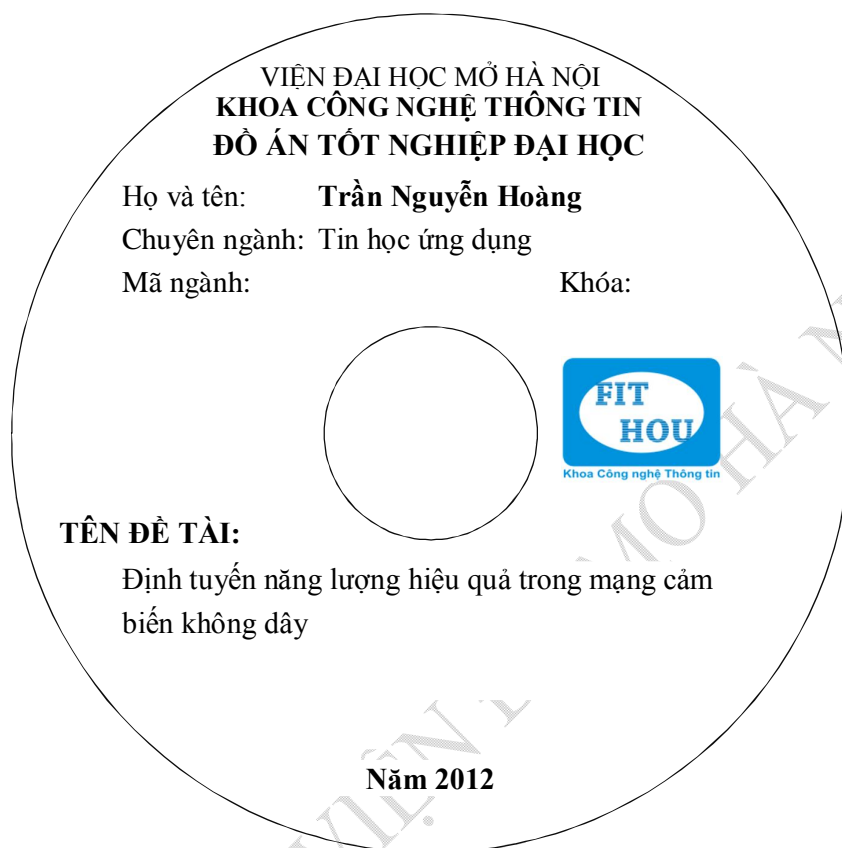 VIỆN ĐẠI HỌC MỞ HÀ NỘI
KHOA CÔNG NGHỆ THÔNG TIN
ĐỒ ÁN TỐT NGHIỆP ĐẠI HỌC
Họ và tên: Trần Nguyễn Hoàng
Chuyên ngành: Tin học ứng dụng
Mã ngành: Khóa:
FIT
HOU
Khoa Công nghệ Thông tin
TÊN ĐỀ TÀI:
Định tuyến năng lượng hiệu quả trong mạng cảm
biến không dây
Năm 2012